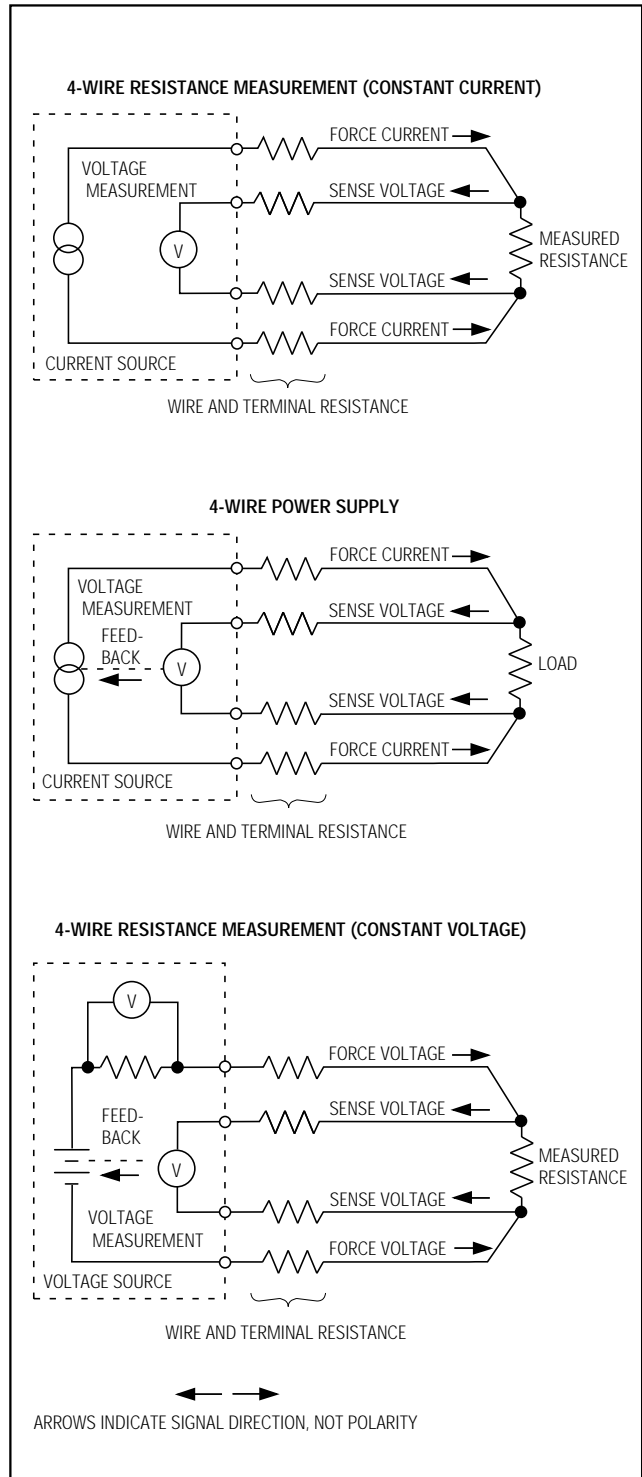 4-WIRE RESISTANCE MEASUREMENT (CONSTANT CURRENT)
FORCE CURRENT
VOLTAGE
MEASUREMENT
SENSE VOLTAGE
V
MEASURED
RESISTANCE
SENSE VOLTAGE
FORCE CURRENT
CURRENT SOURCE
WIRE AND TERMINAL RESISTANCE
4-WIRE POWER SUPPLY
FORCE CURRENT
VOLTAGE
MEASUREMENT
SENSE VOLTAGE
FEED-
BACK
V
LOAD
SENSE VOLTAGE
FORCE CURRENT
CURRENT SOURCE
WIRE AND TERMINAL RESISTANCE
4-WIRE RESISTANCE MEASUREMENT (CONSTANT VOLTAGE)
V
FORCE VOLTAGE
FEED-
BACK
SENSE VOLTAGE
V
MEASURED
RESISTANCE
SENSE VOLTAGE
VOLTAGE
MEASUREMENT
FORCE VOLTAGE
VOLTAGE SOURCE
WIRE AND TERMINAL RESISTANCE
ARROWS INDICATE SIGNAL DIRECTION, NOT POLARITY